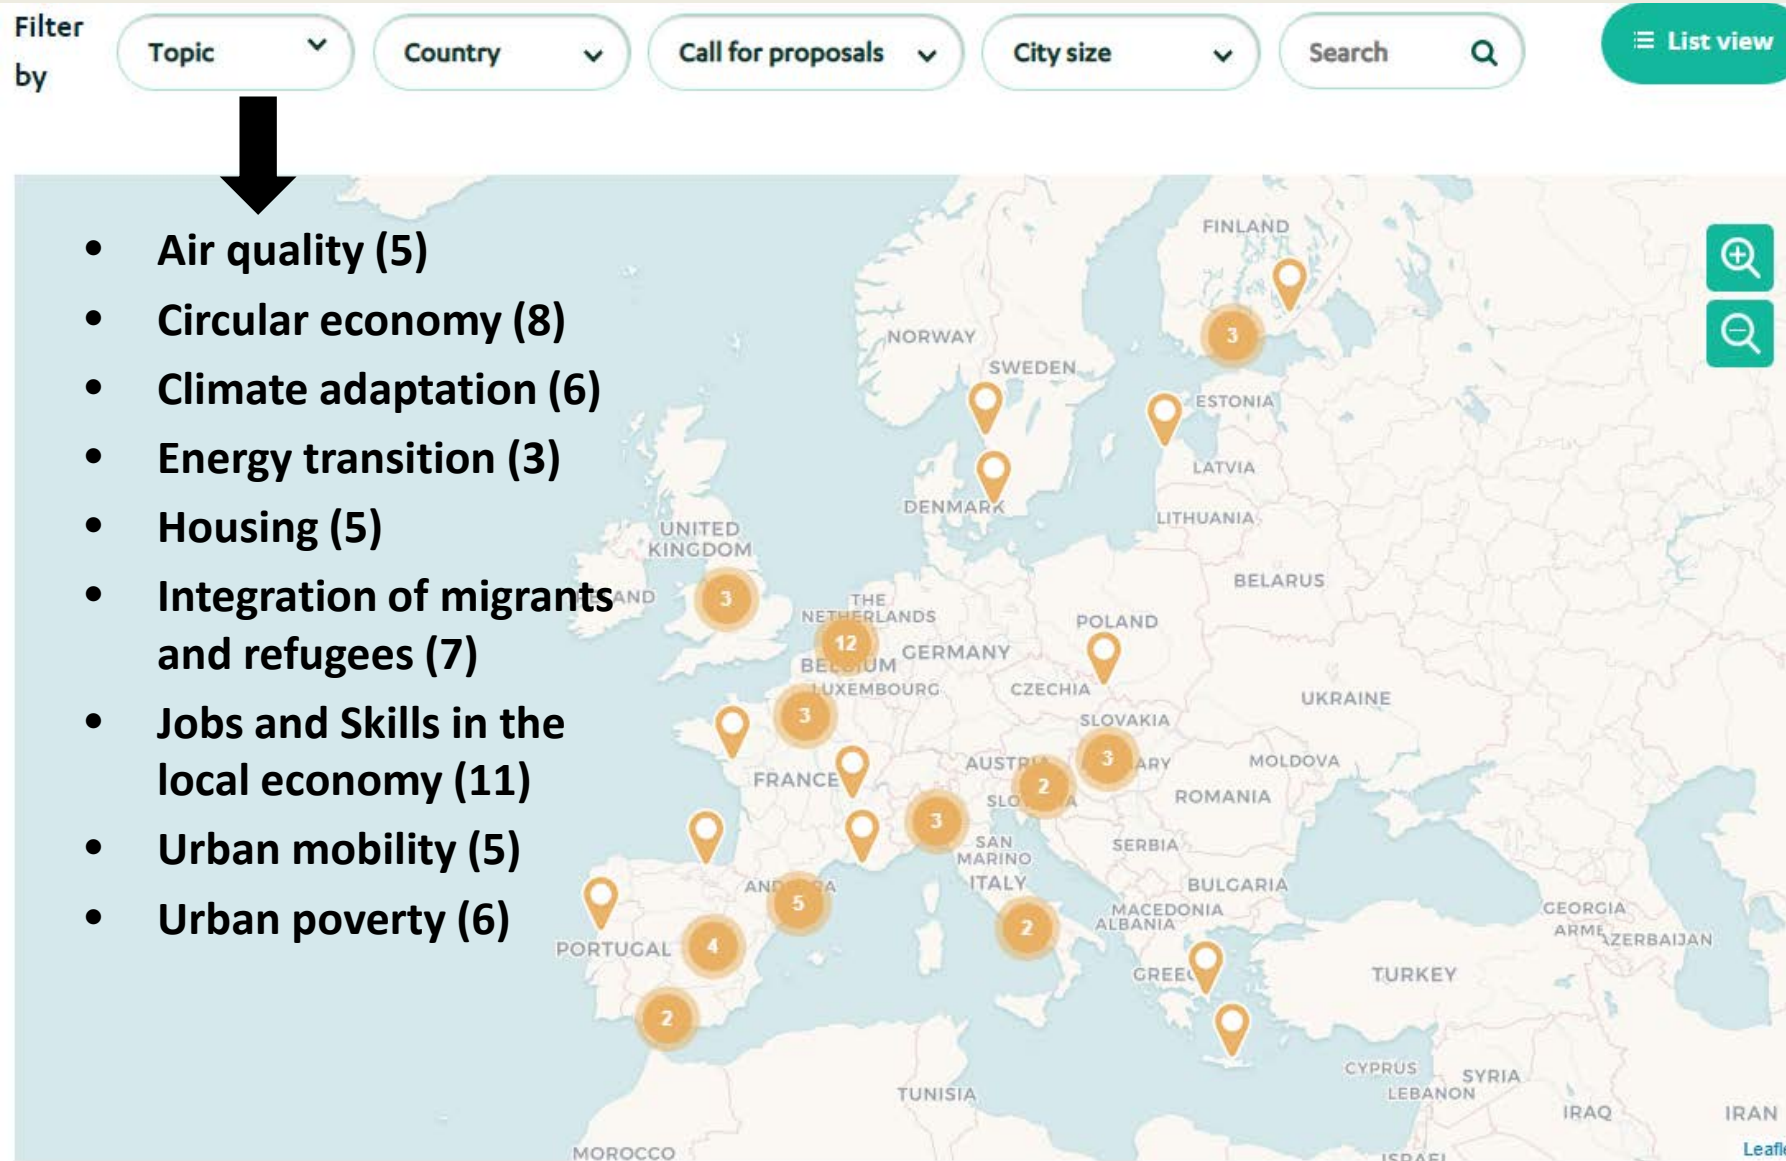 Filter
by
Topic
Country
Call for proposals
City size
Search
List view
• Air quality (5)
• Circular economy (8)
• Climate adaptation (6)
• Energy transition (3)
• Housing (5)
• Integration of migrants
and refugees (7)
• Jobs and Skills in the
local economy (11)
• Urban mobility (5)
• Urban poverty (6)
FINLAND
3
NORWAY
SWEDEN
ESTONIA
LATVIA
DENMARK
LITHUANIA
UNITED
KINGDOM
BELARUS
3
THE
NETHERLANDS
POLAND
12
GERMANY
LUXEMBOURG
CZECHIA
UKRAINE
3
SLOVAKIA
FRANCE
3
MOLDOVA
2
ROMANIA
3
SAN
MARINO
SERBIA
ITALY
BULGARIA
5
MACEDONIA
ALBANIA
GEORGIA
2
PORTUGAL
4
TURKEY
2
CYPRUS
SYRIA
LEBANON
TUNISIA
IRAQ
IRAN
MOROCCO